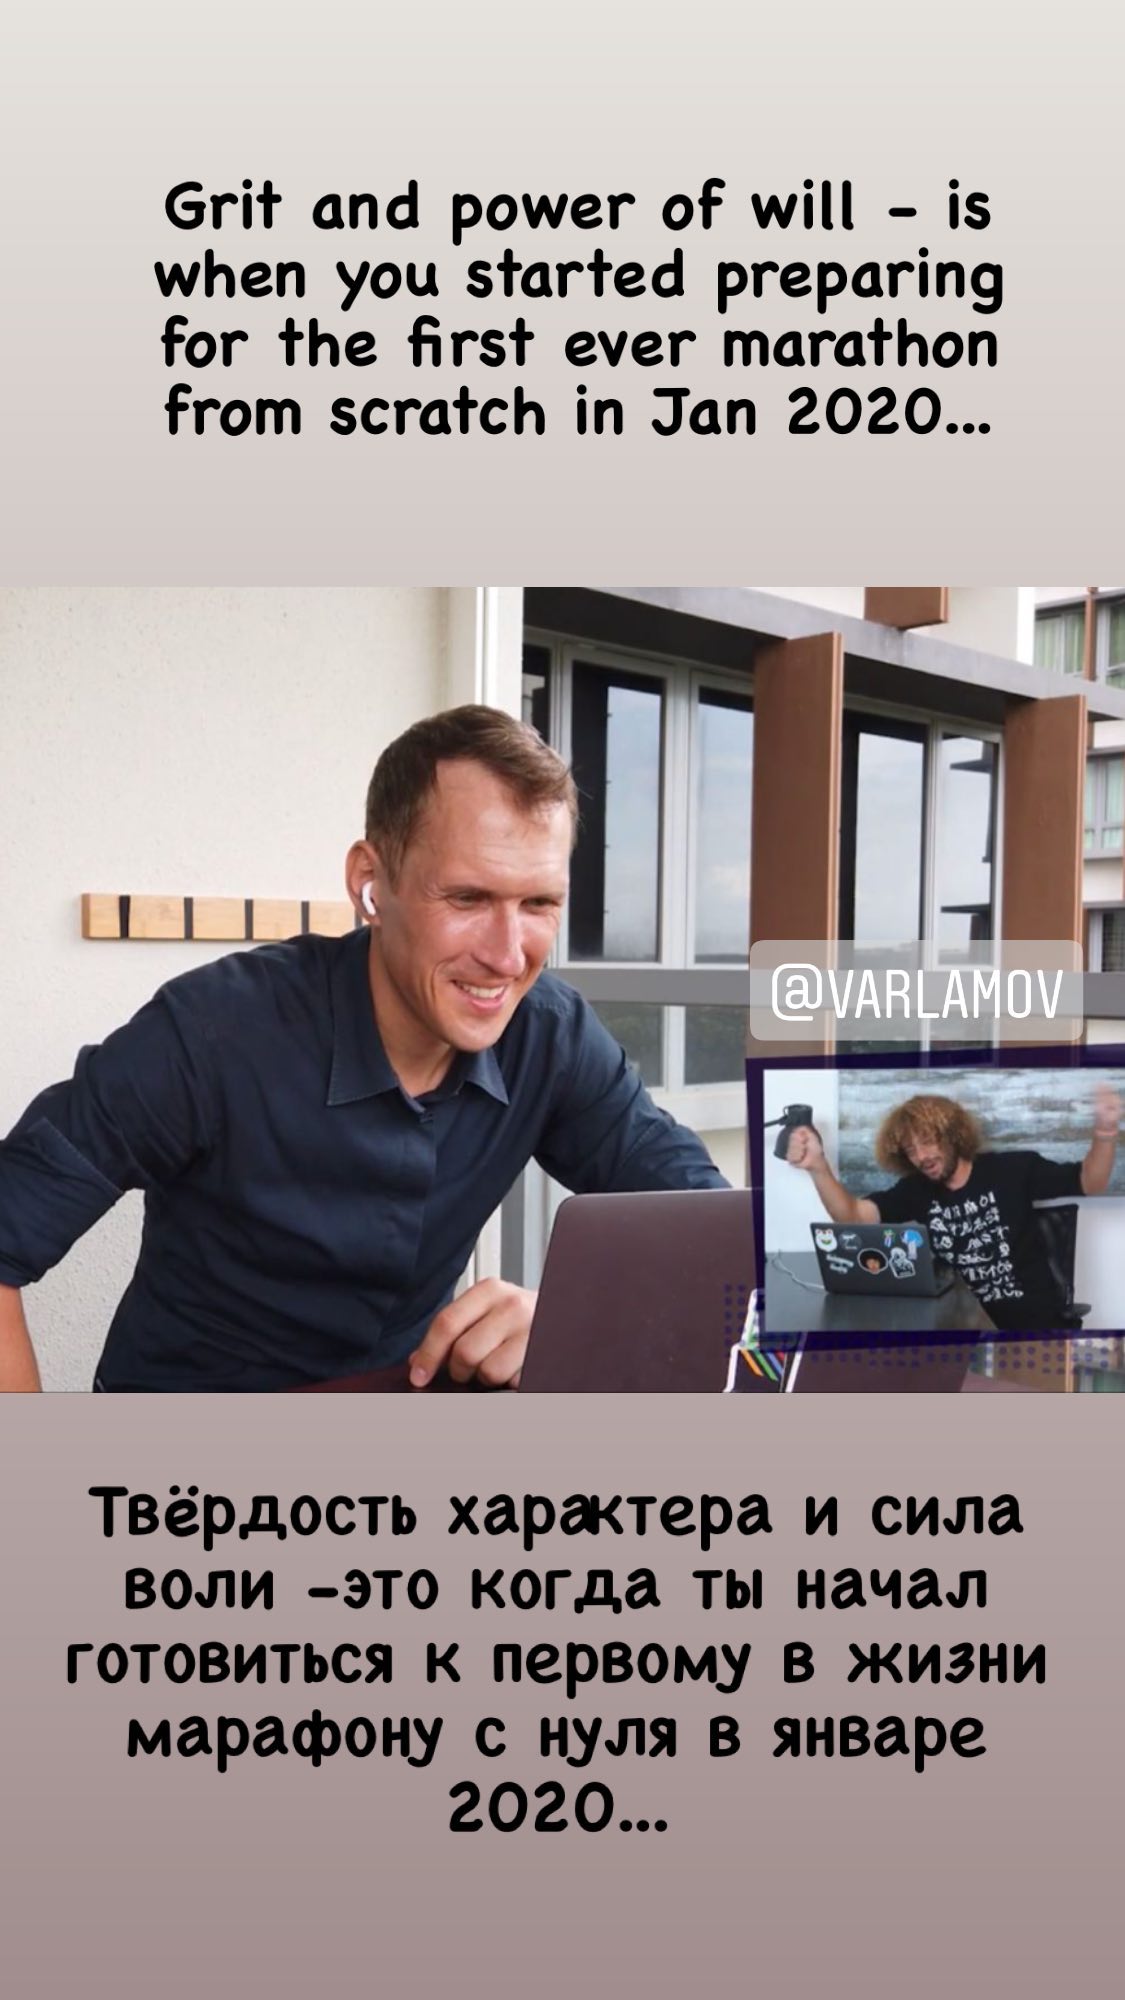 Grit and power of will - is
when you started preparing
for the first ever marathon
from scratch in Jan 2020...
@VARLAMOV
Твёрдость характера и сила
воли -это когда ты начал
готовиться к первому в жизни
марафону с нуля в январе
2020...